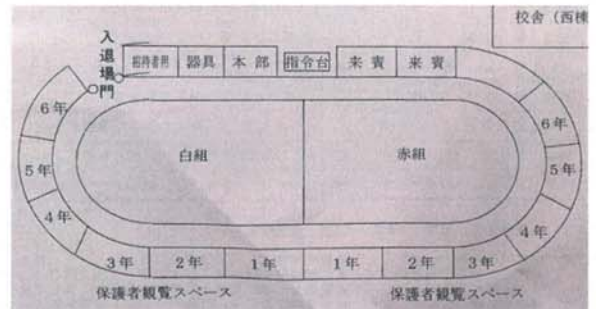 校舎（西棟
入退場門
招待者用
器具
本部
指令台
来賓
来賓
6年
5年
4年
3年
2年
1年
1年
2年
3年
4年
5年
6年
白組
赤組
保護者観覧スペース
保護者観覧スペース